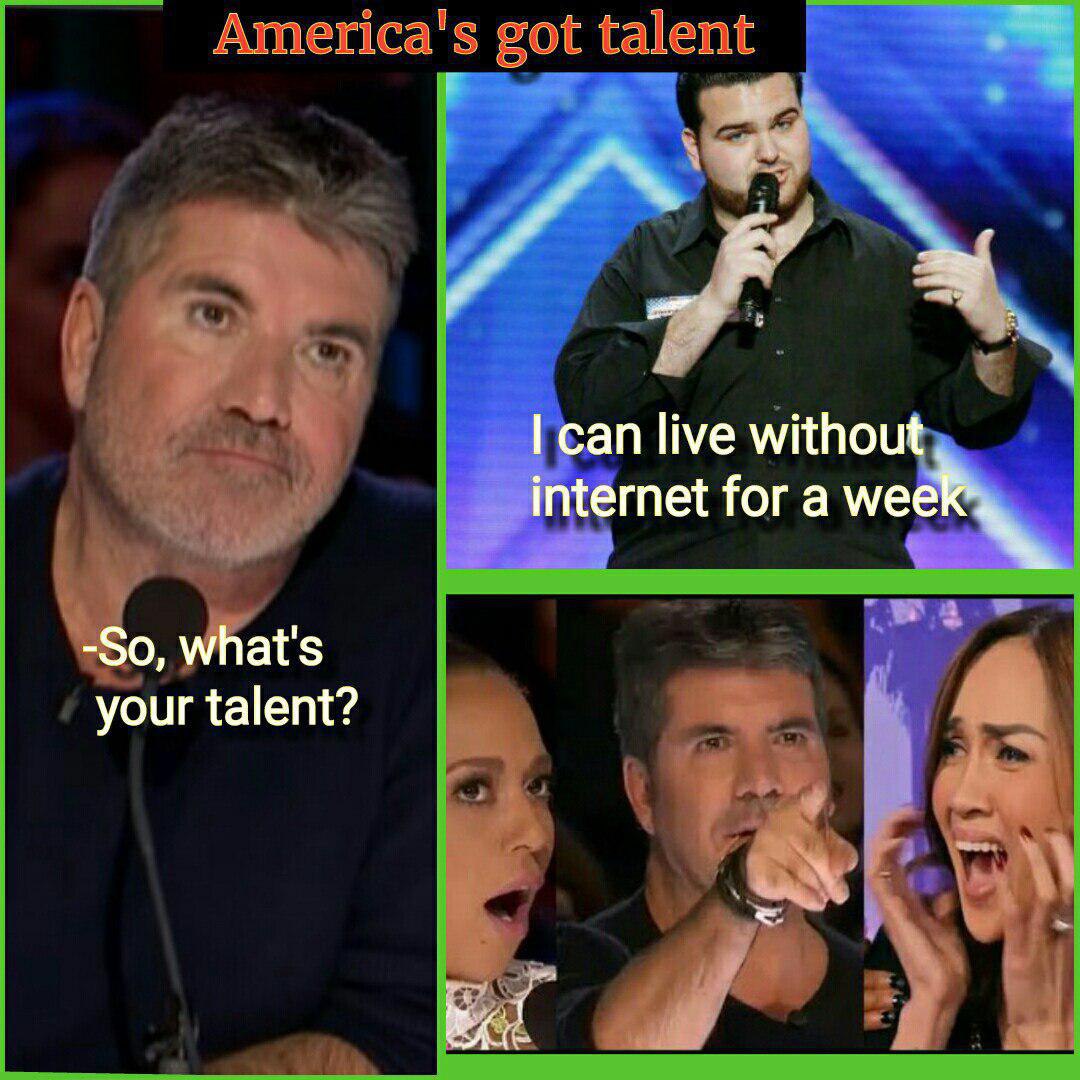 America's got talent
-So, what's
your talent?
I can live without
internet for a week